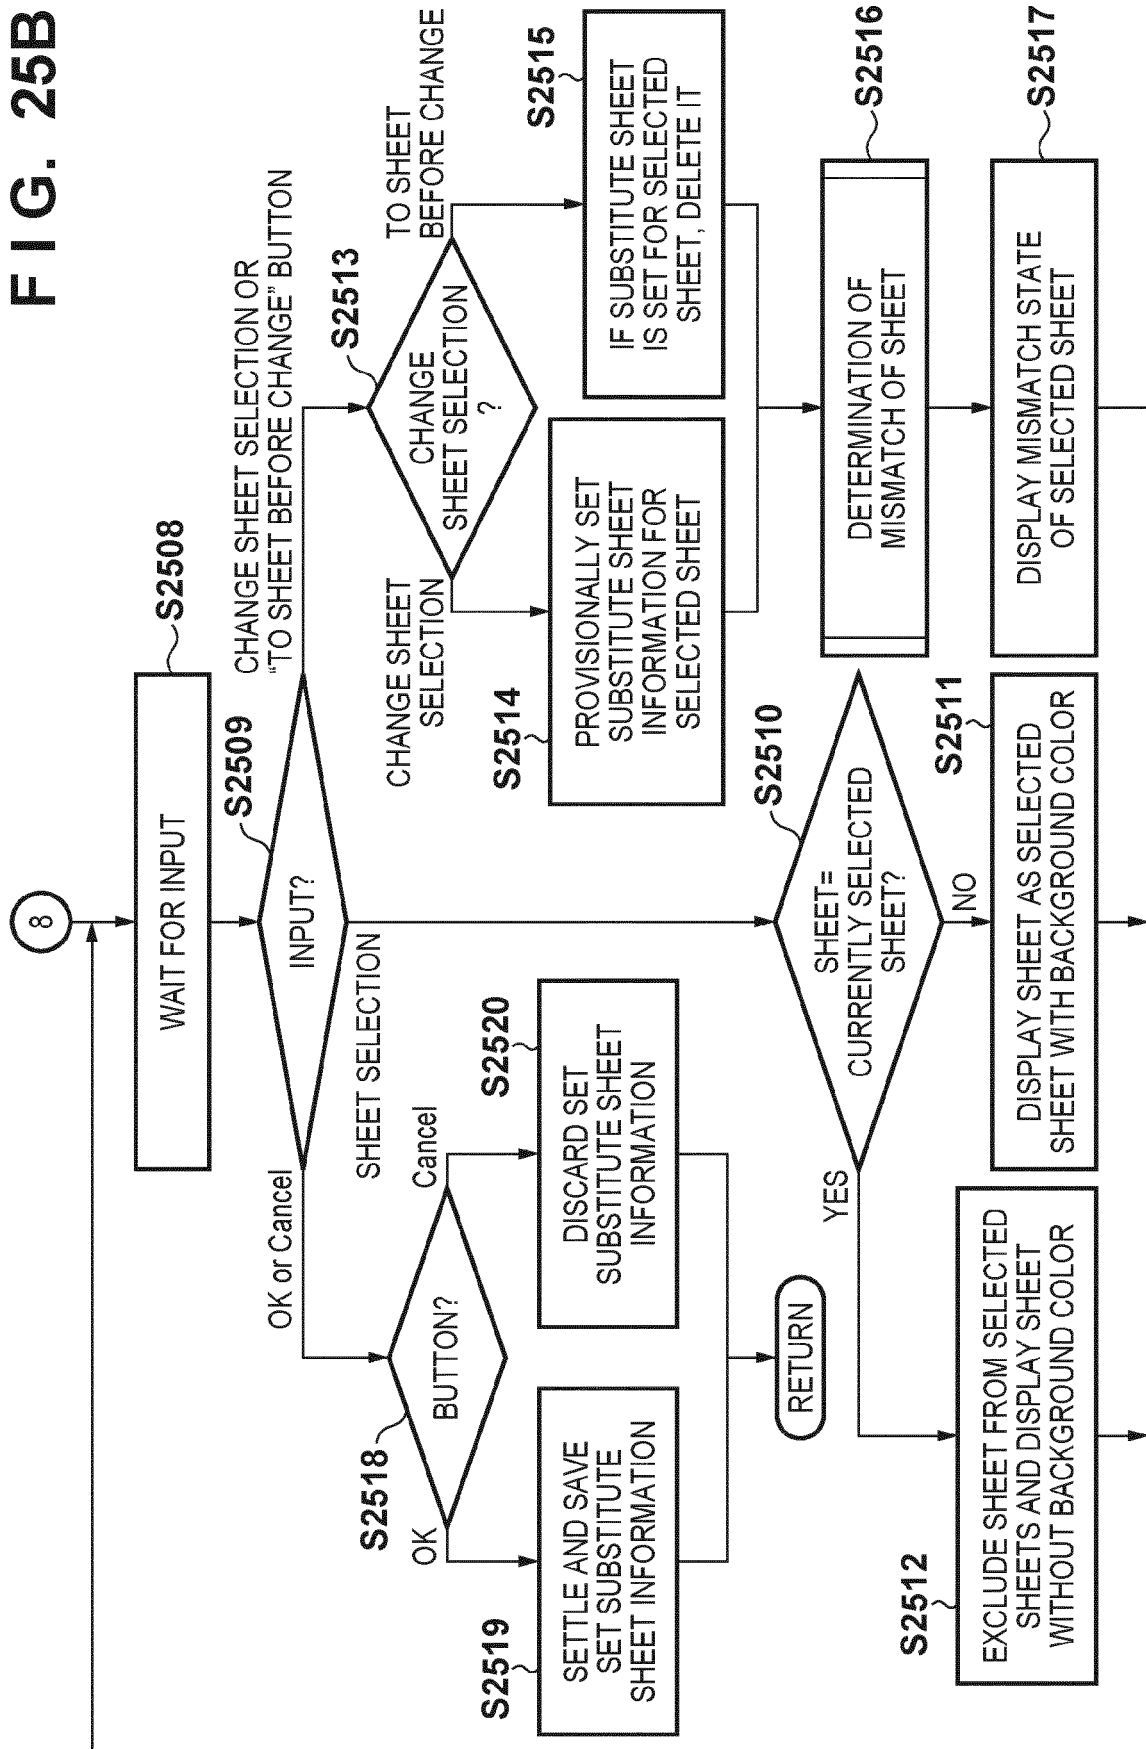 FIG. 25B
8
WAIT FOR INPUT
S2508
INPUT?
S2509
OK or Cancel
SHEET SELECTION
CHANGE SHEET SELECTION OR
“TO SHEET BEFORE CHANGE” BUTTON
BUTTON?
S2518
OK
Cancel
SETTLE AND SAVE
SET SUBSTITUTE
SHEET INFORMATION
S2519
DISCARD SET
SUBSTITUTE SHEET
INFORMATION
S2520
RETURN
CHANGE
SHEET SELECTION
?
S2513
CHANGE SHEET
SELECTION
TO SHEET
BEFORE CHANGE
PROVISIONALLY SET
SUBSTITUTE SHEET
INFORMATION FOR
SELECTED SHEET
S2514
IF SUBSTITUTE SHEET
IS SET FOR SELECTED
SHEET, DELETE IT
S2515
SHEET=
CURRENTLY SELECTED
SHEET?
S2510
YES
NO
DETERMINATION OF
MISMATCH OF SHEET
S2516
EXCLUDE SHEET FROM SELECTED
SHEETS AND DISPLAY SHEET
WITHOUT BACKGROUND COLOR
S2512
DISPLAY SHEET AS SELECTED
SHEET WITH BACKGROUND COLOR
S2511
DISPLAY MISMATCH STATE
OF SELECTED SHEET
S2517